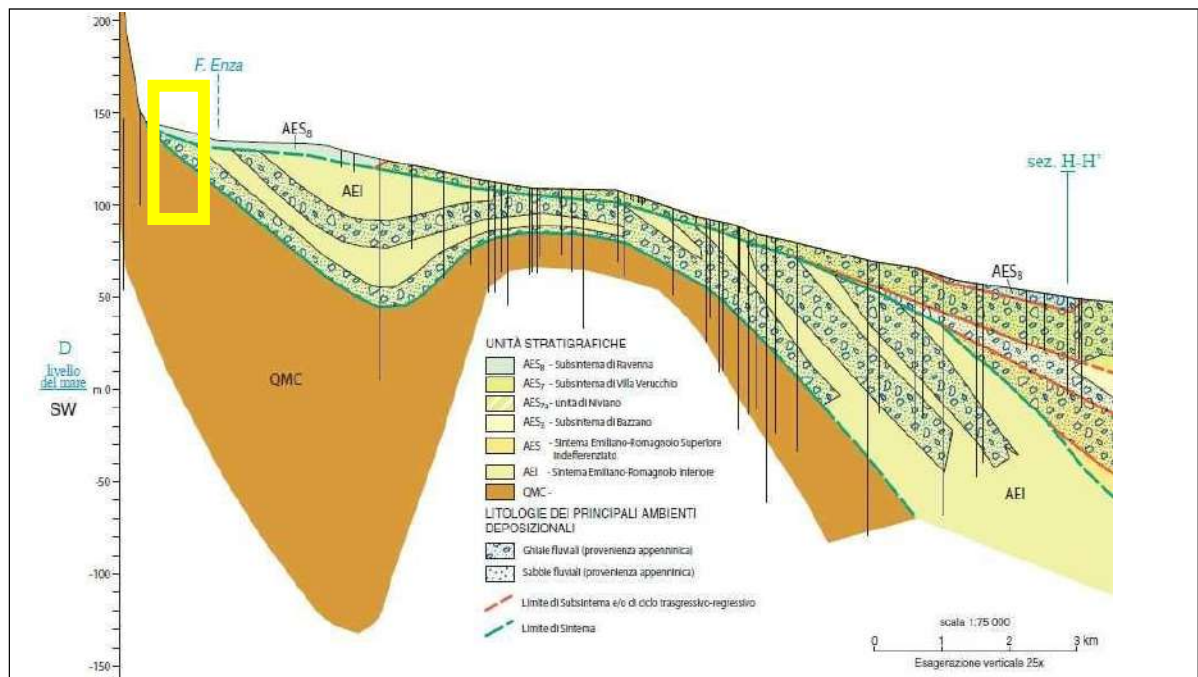 200
150
100
50
m 0
-50
-100
-150
F. Enza
AES8
AEI
sez. H-H'
AES8
AEI
D
livello
del mare
SW
QMC
UNITÀ STRATIGRAFICHE
AES8 - Subsintema di Ravenna
AES7 - Subsintema di Villa Verucchio
AES7a - unità di Niviano
AES2 - Subsintema di Bazzano
AES - Sintema Emiliano-Romagnolo Superiore
Indefferenziato
AEI - Sintema Emiliano-Romagnolo Inferiore
QMC -
LITOLOGIE DEI PRINCIPALI AMBIENTI
DEPOSIZIONALI
Ghiaie fluviali (provenienza appenninica)
Sabbie fluviali (provenienza appenninica)
Limite di Subsintema e/o di ciclo trasgressivo-regressivo
Limite di Sintema
scala 1:75 000
0 1 2 3 km
Esagerazione verticale 25x